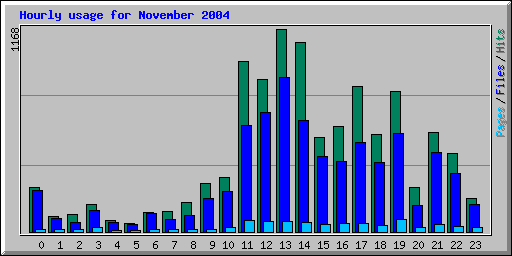 Hourly usage for November 2004
1168
Pages / Files / Hits
0 1 2 3 4 5 6 7 8 9 10 11 12 13 14 15 16 17 18 19 20 21 22 23